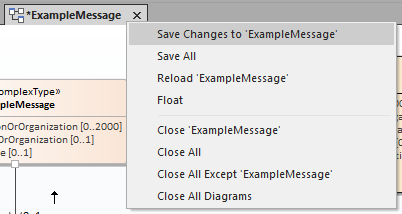 *ExampleMessage
Save Changes to 'ExampleMessage'
Save All
Reload 'ExampleMessage'
Float
Close 'ExampleMessage'
Close All
Close All Except 'ExampleMessage'
Close All Diagrams
omplexType»
pleMessage
onOrOrganization [0..2000]
OrOrganization [0..1]
e [0..1]